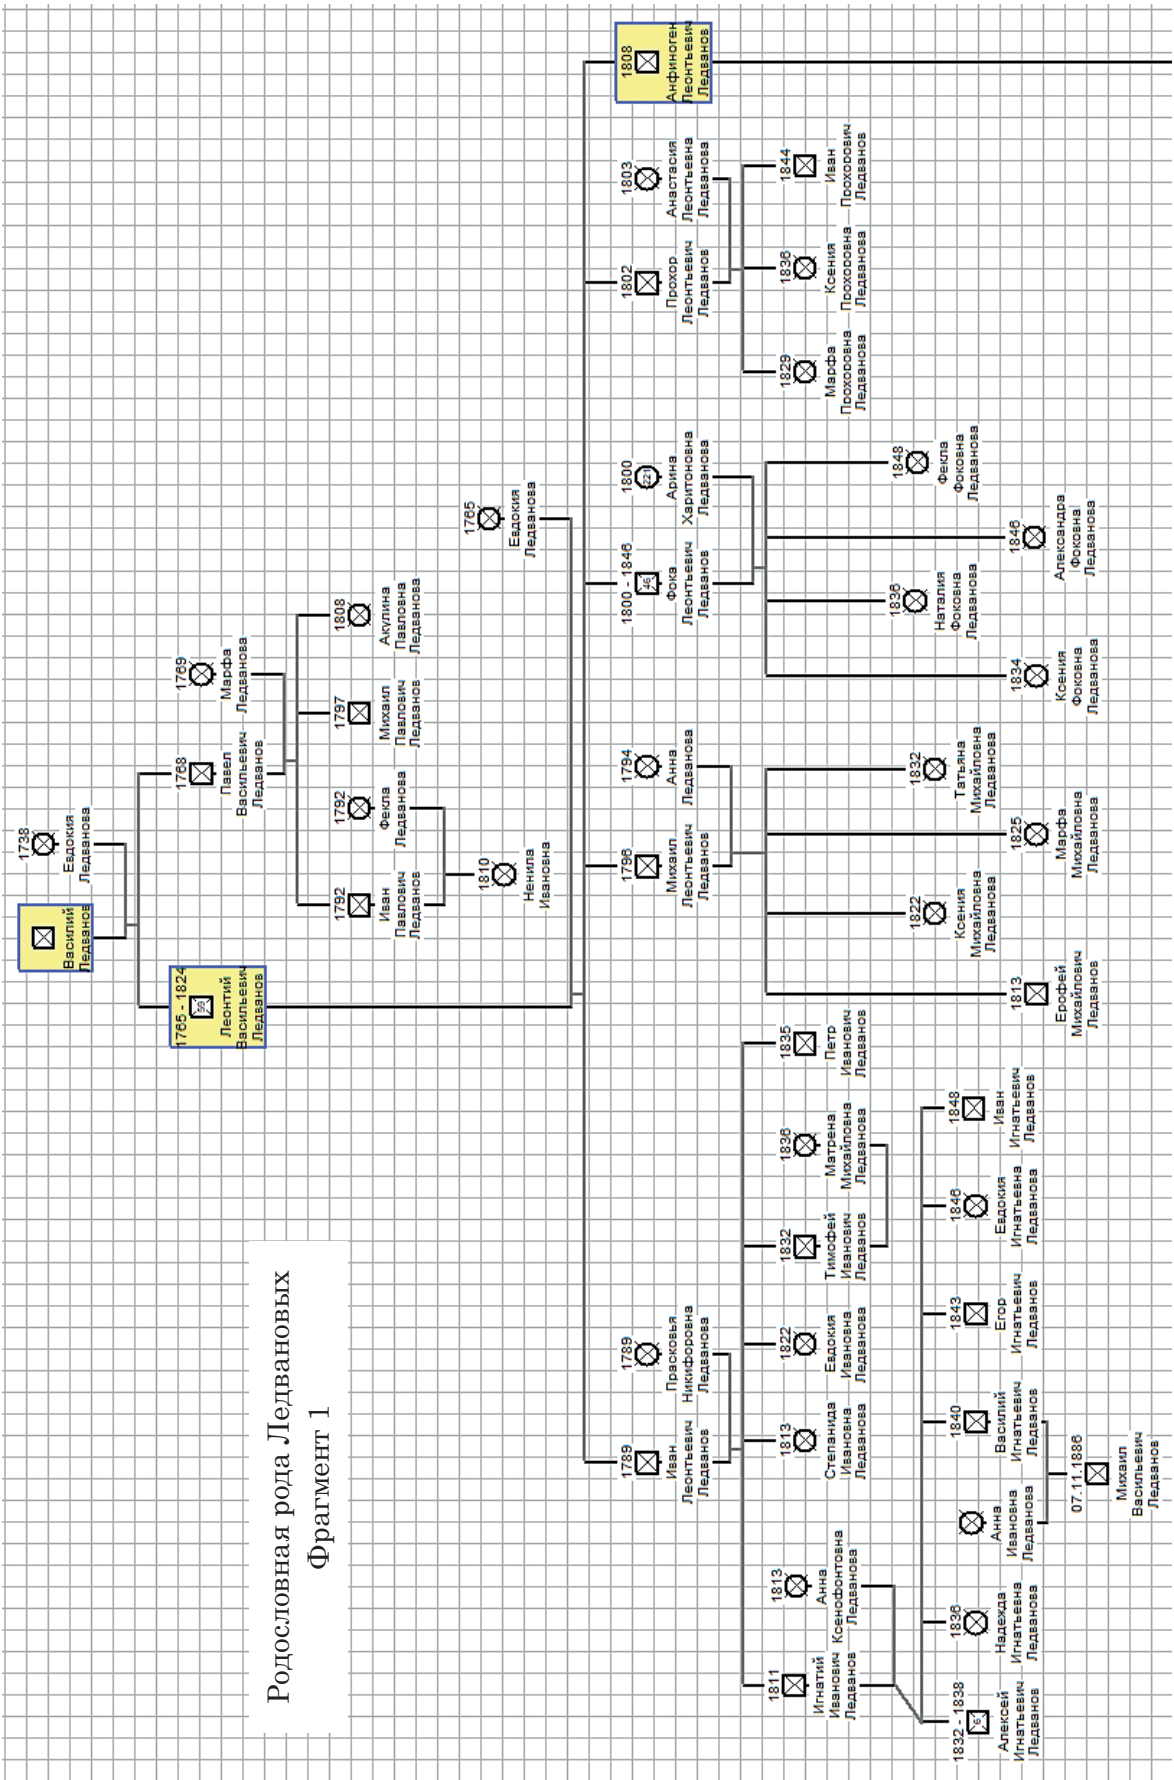 Родословная рода Ледвановых
Фрагмент 1
Василий
Ледванов
1738
Евдокия
Ледванова
1765 - 1824
59
Леонтий
Васильевич
Ледванов
1768
Павел
Васильевич
Ледванов
1769
Марфа
Ледванова
1792
Иван
Павлович
Ледванов
1792
Фекла
Ледванова
1797
Михаил
Павлович
Ледванов
1808
Акулина
Павловна
Ледванова
1810
Ненила
Ивановна
1765
Евдокия
Ледванова
1789
Иван
Леонтьевич
Ледванов
1789
Прасковья
Никифоровна
Ледванова
1796
Михаил
Леонтьевич
Ледванов
1794
Анна
Ледванова
1800 - 1846
46
Фока
Леонтьевич
Ледванов
1800
221
Арина
Харитоновна
Ледванова
1802
Прохор
Леонтьевич
Ледванов
1803
Анастасия
Леонтьевна
Ледванова
1808
Анфиноген
Леонтьевич
Ледванов
1811
Игнатий
Иванович
Ледванов
1813
Анна
Ксенофонтовна
Ледванова
1813
Степанида
Ивановна
Ледванова
1822
Евдокия
Ивановна
Ледванова
1832
Тимофей
Иванович
Ледванов
1836
Матрена
Михайловна
Ледванова
1835
Петр
Иванович
Ледванов
1813
Ерофей
Михайлович
Ледванов
1822
Ксения
Михайловна
Ледванова
1825
Марфа
Михайловна
Ледванова
1832
Татьяна
Михайловна
Ледванова
1834
Ксения
Фоковна
Ледванова
1836
Наталия
Фоковна
Ледванова
1846
Александра
Фоковна
Ледванова
1848
Фекла
Фоковна
Ледванова
1829
Марфа
Прохоровна
Ледванова
1836
Ксения
Прохоровна
Ледванова
1844
Иван
Прохорович
Ледванов
1832 - 1838
6
Алексей
Игнатьевич
Ледванов
1836
Надежда
Игнатьевна
Ледванова
Анна
Ивановна
Ледванова
1840
Василий
Игнатьевич
Ледванов
1843
Егор
Игнатьевич
Ледванов
1846
Евдокия
Игнатьевна
Ледванова
1848
Иван
Игнатьевич
Ледванов
07.11.1886
Михаил
Васильевич
Ледванов